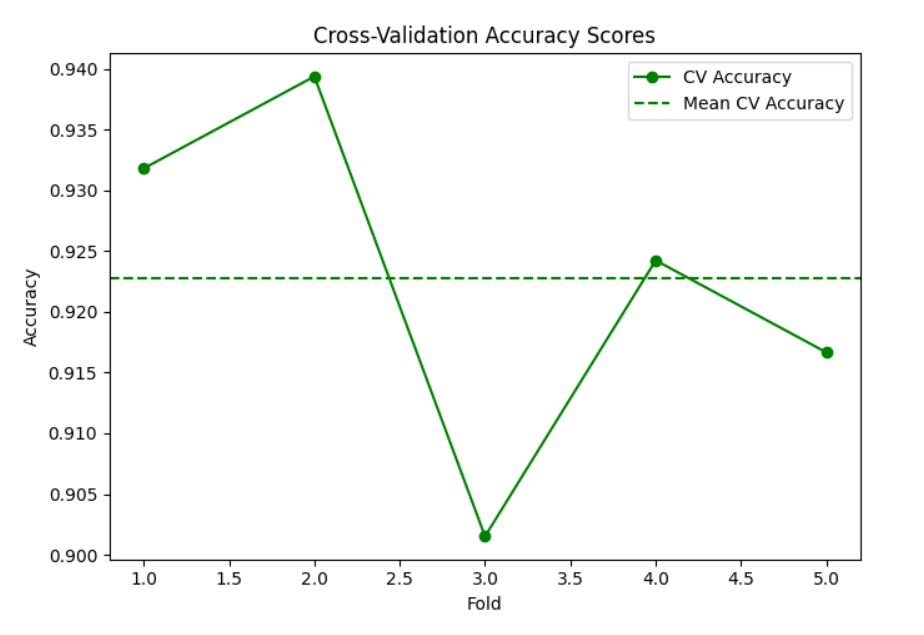 Cross-Validation Accuracy Scores
CV Accuracy
Mean CV Accuracy
Accuracy
0.940
0.935
0.930
0.925
0.920
0.915
0.910
0.905
0.900
1.0 1.5 2.0 2.5 3.0 3.5 4.0 4.5 5.0
Fold